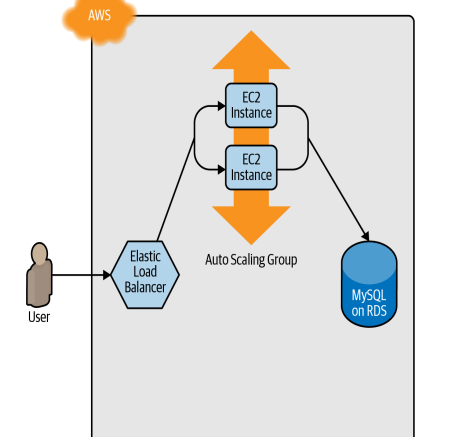 AWS
EC2
Instance
EC2
Instance
Auto Scaling Group
Elastic
Load
Balancer
User
MySQL
on RDS